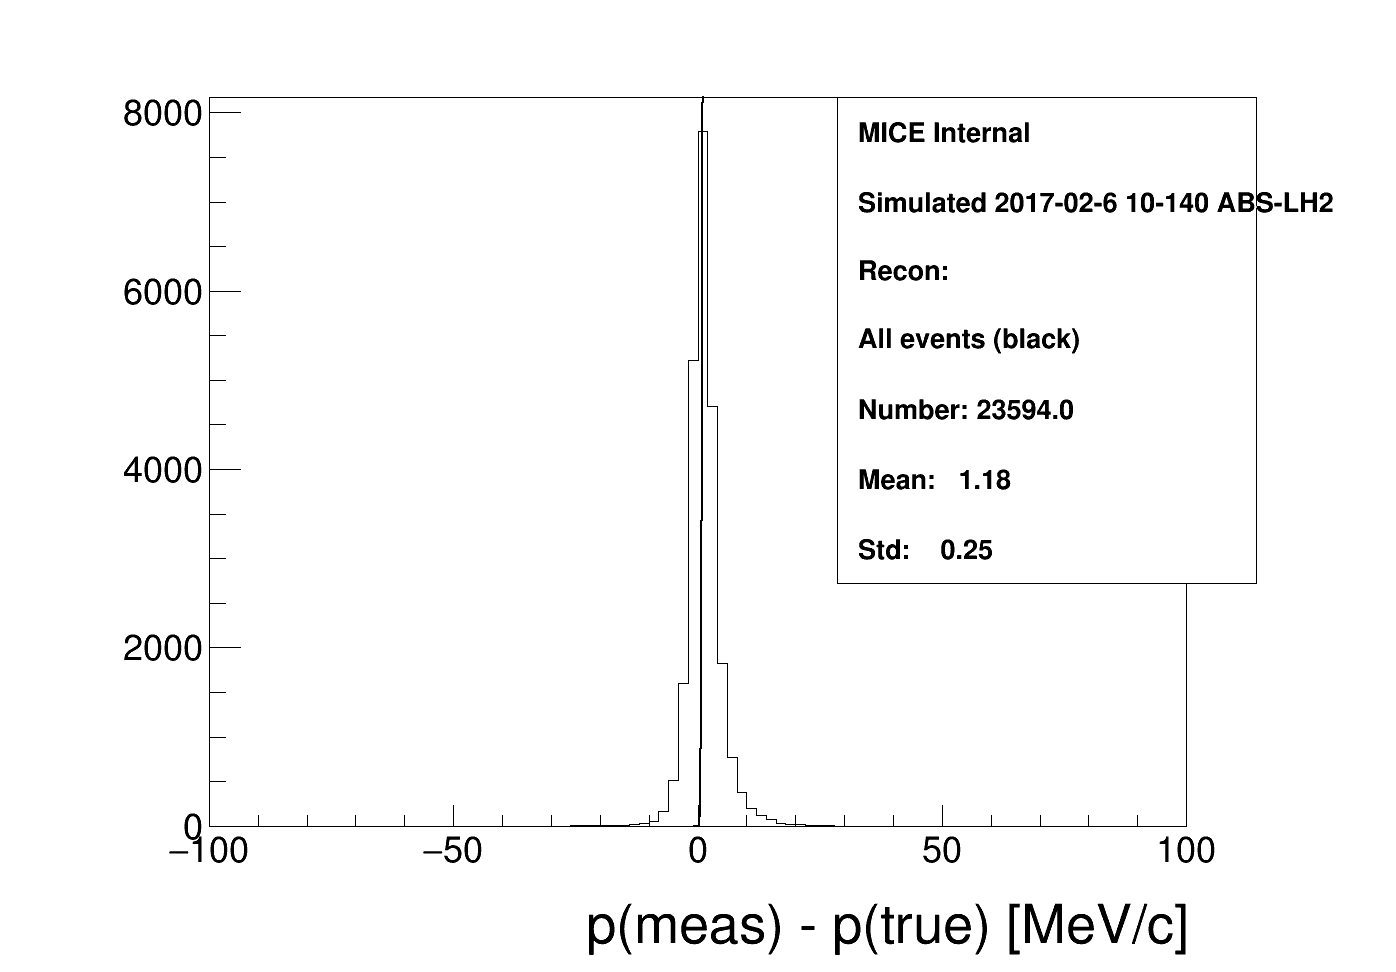 8000
6000
4000
2000
0
−100
−50
0
50
100
p(meas) - p(true) [MeV/c]
MICE Internal
Simulated 2017-02-6 10-140 ABS-LH2
Recon:
All events (black)
Number: 23594.0
Mean: 1.18
Std: 0.25